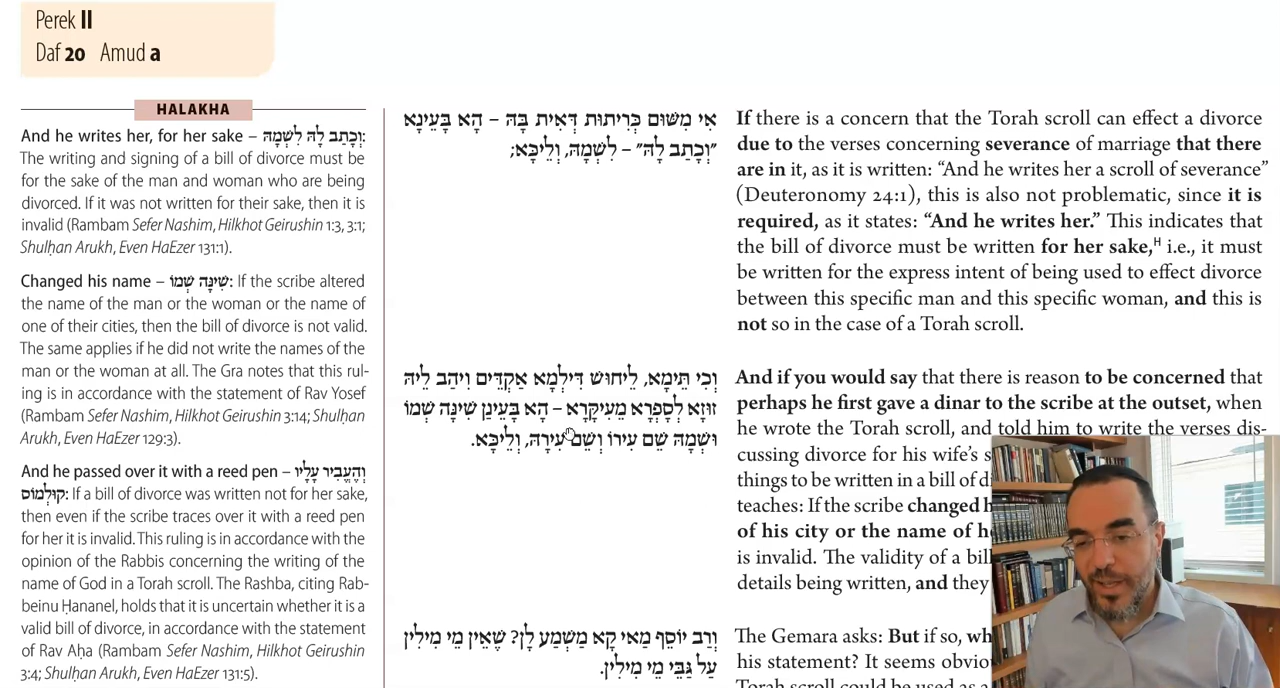 Perek II
Daf 20 Amud a
HALAKHA
And he writes her, for her sake – וְכָתַב לָהּ לִשְׁמָהּ:
The writing and signing of a bill of divorce must be
for the sake of the man and woman who are being
divorced. If it was not written for their sake, then it is
invalid (Rambam Sefer Nashim, Hilkhot Geirushin 1:3, 3:1;
Shulḥan Arukh, Even HaEzer 131:1).
Changed his name – שִׁינָּה שְׁמוֹ: If the scribe altered
the name of the man or the woman or the name of
one of their cities, then the bill of divorce is not valid.
The same applies if he did not write the names of the
man or the woman at all. The Gra notes that this rul-
ing is in accordance with the statement of Rav Yosef
(Rambam Sefer Nashim, Hilkhot Geirushin 3:14; Shulḥan
Arukh, Even HaEzer 129:3).
And he passed over it with a reed pen – וְהֶעֱבִיר עָלָיו
קוּלְמוֹס: If a bill of divorce was written not for her sake,
then even if the scribe traces over it with a reed pen
for her it is invalid. This ruling is in accordance with the
opinion of the Rabbis concerning the writing of the
name of God in a Torah scroll. The Rashba, citing Rab-
beinu Ḥananel, holds that it is uncertain whether it is a
valid bill of divorce, in accordance with the statement
of Rav Aḥa (Rambam Sefer Nashim, Hilkhot Geirushin
3:4; Shulḥan Arukh, Even HaEzer 131:5).
אִי מִשּׁוּם כְּרִיתוּת דְּאִית בָּהּ – הָא בָּעֵינָא
"וְכָתַב לָהּ" – לִשְׁמָהּ, וְלֵיכָּא;
וְכִי תֵּימָא, לֵיחוּשׁ דִּילְמָא אַקְדֵּים וִיהַב לֵיהּ
זוּזָא לְסָפְרָא מֵעִיקָּרָא – הָא בָּעֵינַן שִׁינָּה שְׁמוֹ
וּשְׁמָהּ שֵׁם עִירוֹ וְשֵׁם עִירָהּ, וְלֵיכָּא.
וְרַב יוֹסֵף מַאי קָא מַשְׁמַע לַן? שֶׁאֵין מֵי מִילִין
עַל גַּבֵּי מֵי מִילִין.
If there is a concern that the Torah scroll can effect a divorce
due to the verses concerning severance of marriage that there
are in it, as it is written: “And he writes her a scroll of severance”
(Deuteronomy 24:1), this is also not problematic, since it is
required, as it states: “And he writes her.” This indicates that
the bill of divorce must be written for her sake,H i.e., it must
be written for the express intent of being used to effect divorce
between this specific man and this specific woman, and this is
not so in the case of a Torah scroll.
And if you would say that there is reason to be concerned that
perhaps he first gave a dinar to the scribe at the outset, when
he wrote the Torah scroll, and told him to write the verses dis-
cussing divorce for his wife’s
things to be written in a bill of
teaches: If the scribe changed
of his city or the name of
is invalid. The validity of a
details being written, and they
The Gemara asks: But if so,
his statement? It seems
Torah scroll could be used as